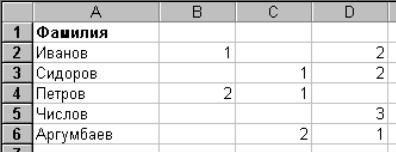 A B C D
1 Фамилия
2 Иванов 1 2
3 Сидоров 1 2
4 Петров 2 1
5 Числов 3
6 Аргумбаев 2 1